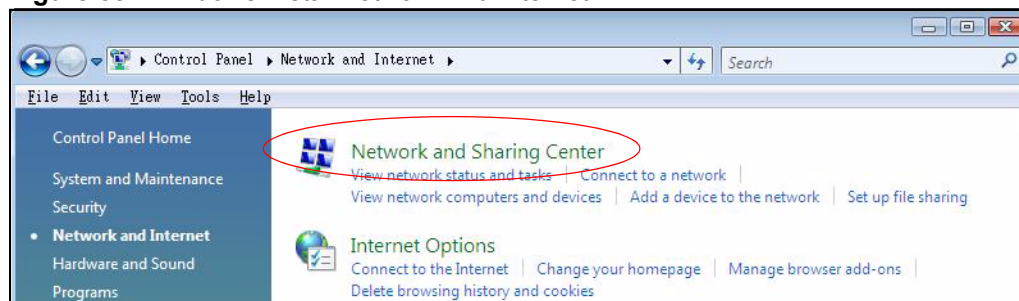 Control Panel Network and Internet
Search
File Edit View Tools Help
Control Panel Home
System and Maintenance
Security
Network and Internet
Hardware and Sound
Programs
Network and Sharing Center
View network status and tasks Connect to a network
View network computers and devices Add a device to the network Set up file sharing
Internet Options
Connect to the Internet Change your homepage Manage browser add-ons
Delete browsing history and cookies